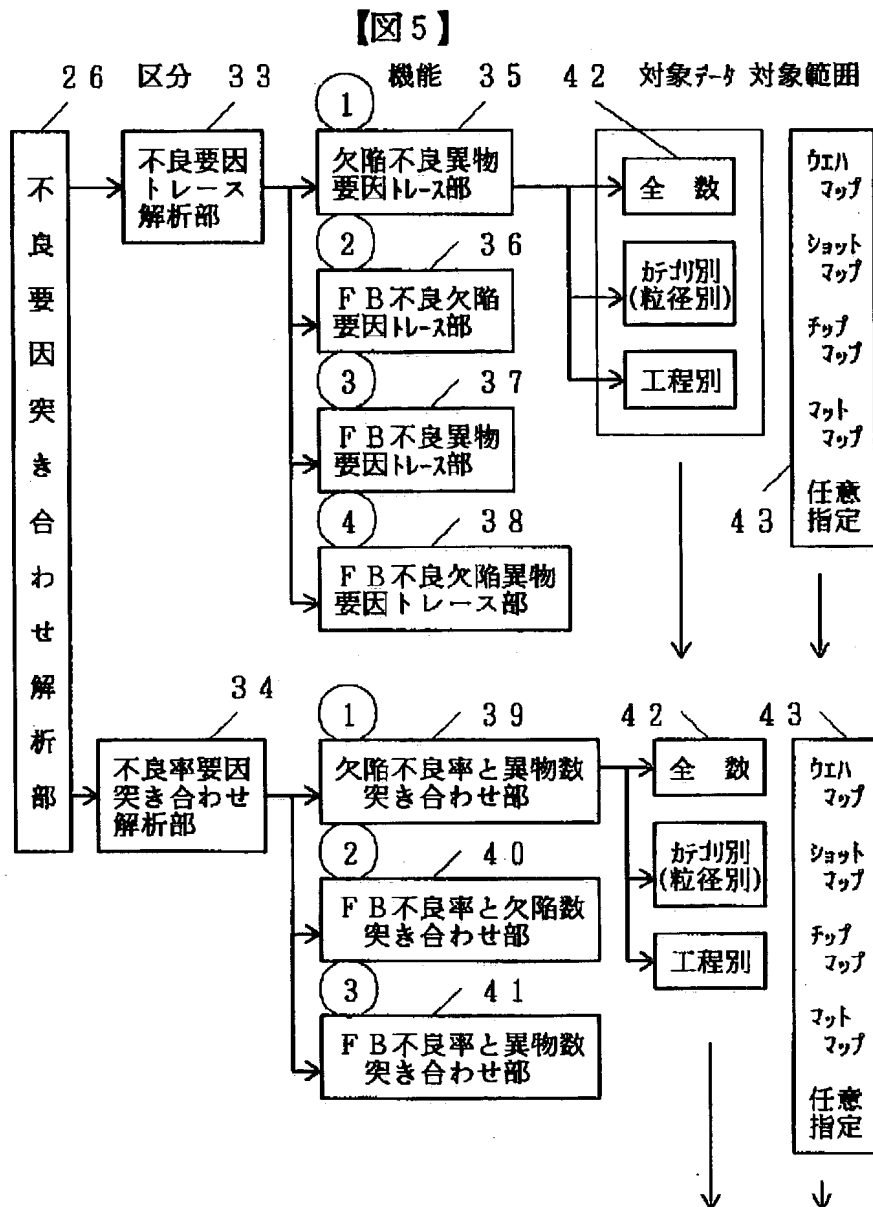 【図5】
26 区分 33 機能 35 42 対象データ 対象範囲
不良要因突き合わせ解析部
不良要因
トレース
解析部
①
欠陥不良異物
要因トレース部
②
36
FB不良欠陥
要因トレース部
③
37
FB不良異物
要因トレース部
④
38
FB不良欠陥異物
要因トレース部
全数
カテゴリ別
(粒径別)
工程別
ウエハ
マップ
ショット
マップ
チップ
マップ
マット
マップ
任意
指定
43
34
不良率要因
突き合わせ
解析部
①
39
欠陥不良率と異物数
突き合わせ部
②
40
FB不良率と欠陥数
突き合わせ部
③
41
FB不良率と異物数
突き合わせ部
42
全数
カテゴリ別
(粒径別)
工程別
43
ウエハ
マップ
ショット
マップ
チップ
マップ
マット
マップ
任意
指定